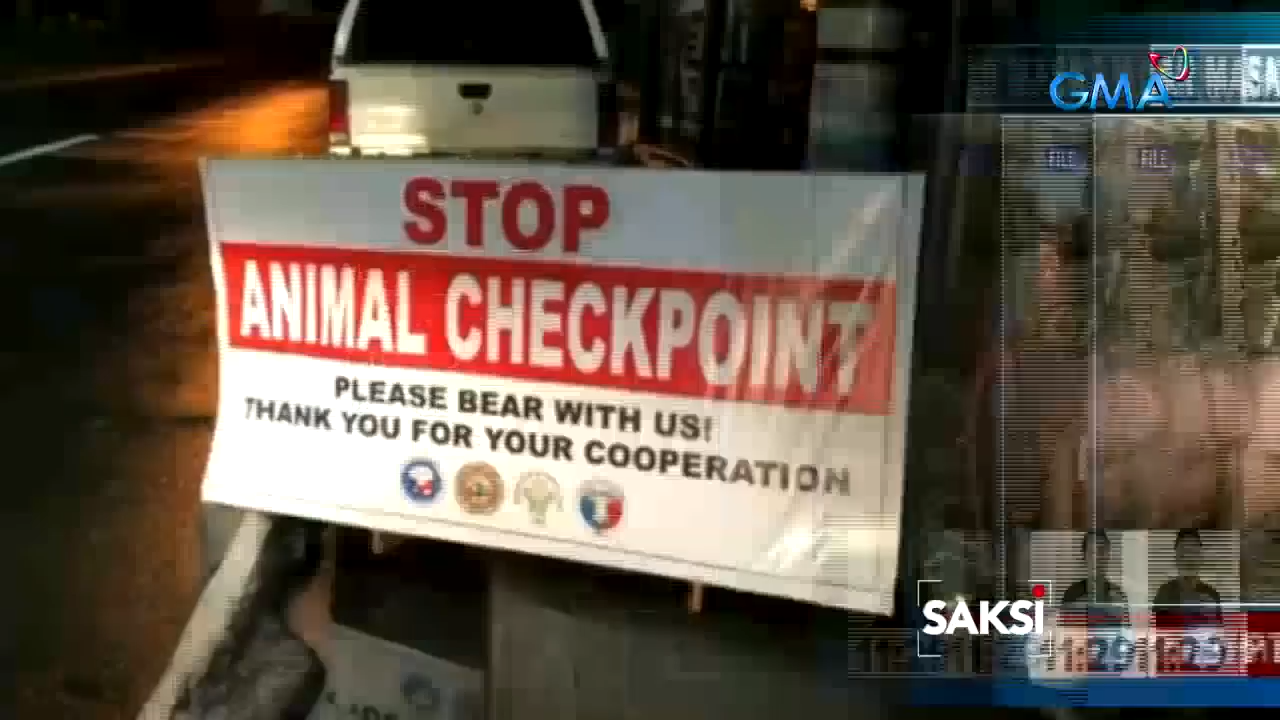 STOP
ANIMAL CHECKPOINT
PLEASE BEAR WITH US!
THANK YOU FOR YOUR COOPERATION
GMA
FILE
FILE
SAKSI